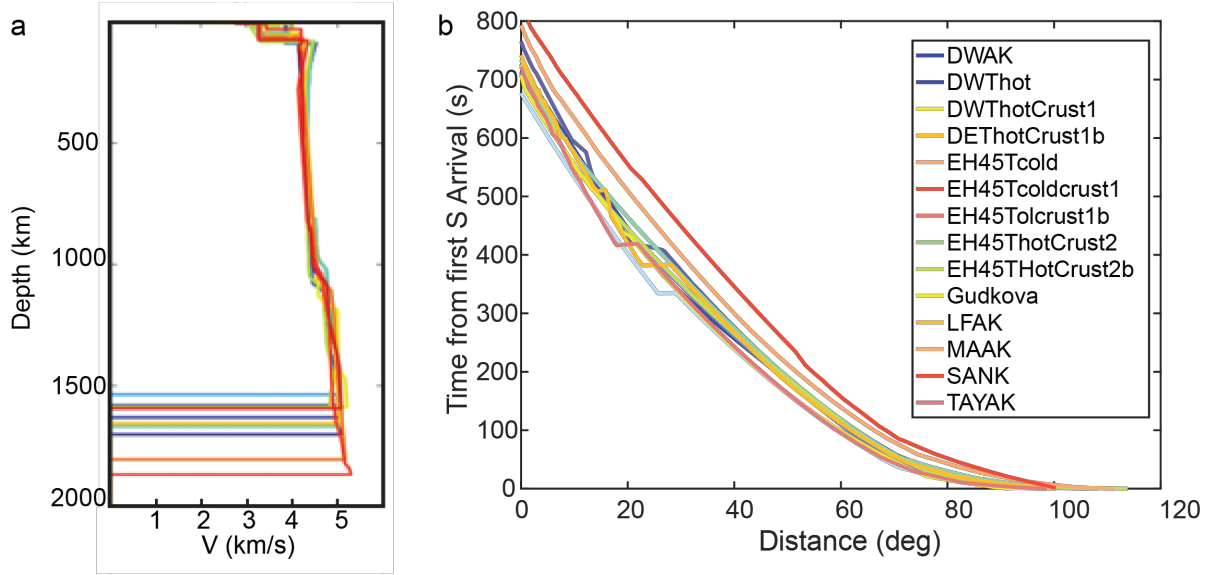 a
Depth (km)
500
1000
1500
2000
1 2 3 4 5
V (km/s)
b
Time from first S Arrival (s)
800
700
600
500
400
300
200
100
0
0 20 40 60 80 100 120
Distance (deg)
DWAK
DWThot
DWThotCrust1
DEThotCrust1b
EH45Tcold
EH45Tcoldcrust1
EH45Tolcrust1b
EH45ThotCrust2
EH45THotCrust2b
Gudkova
LFAK
MAAK
SANK
TAYAK